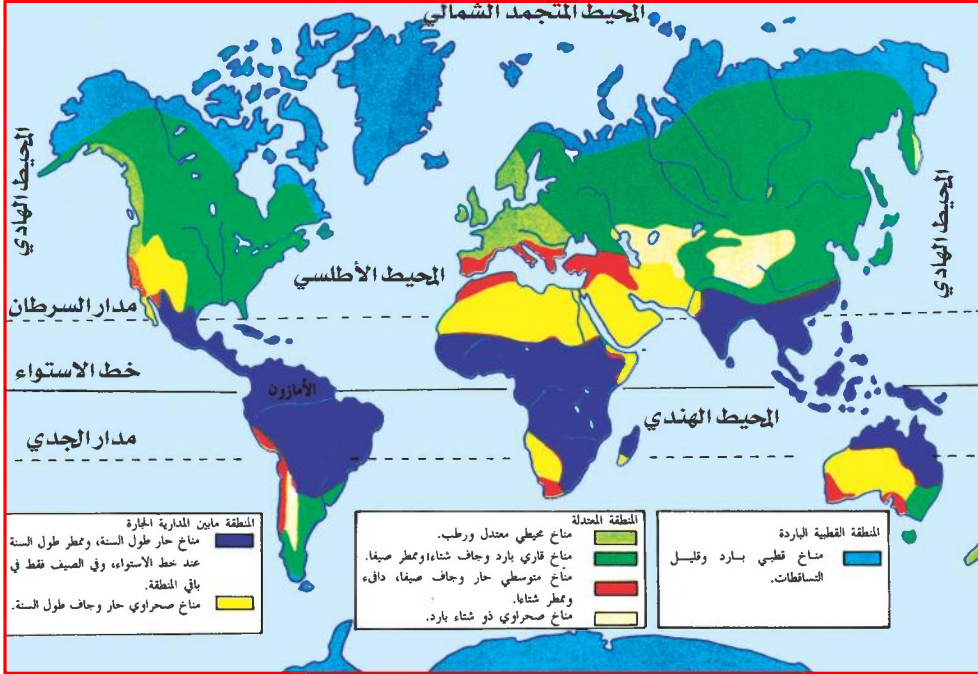 المحيط المتجمد الشمالي
المحيط الهادي
المحيط الهادي
المحيط الأطلسي
مدار السرطان
خط الاستواء
الأمازون
المحيط الهندي
مدار الجدي
المنطقة القطبية الباردة
مناخ قطبي بارد وقليل
التساقطات.
المنطقة المعتدلة
مناخ محيطي معتدل ورطب.
مناخ قاري بارد وجاف شتاء، وممطر صيفا.
مناخ متوسطي حار وجاف صيفا، دافىء
وممطر شتاءا.
مناخ صحراوي ذو شتاء بارد.
المنطقة مابين المدارية الحارة
مناخ حار طول السنة، وممطر طول السنة
عند خط الاستواء، وفي الصيف فقط في
باقي المنطقة.
مناخ صحراوي حار وجاف طول السنة.